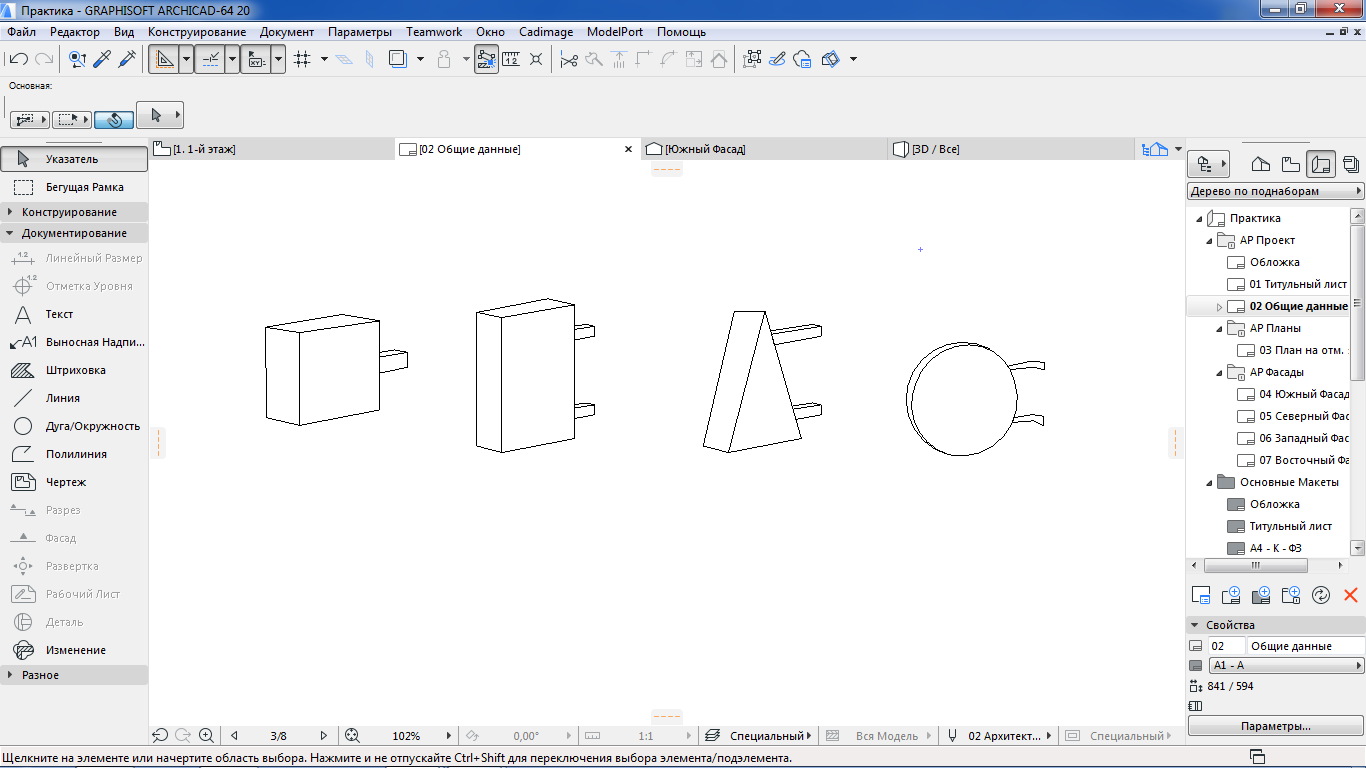 Практика - GRAPHISOFT ARCHICAD-64 20
Файл Редактор Вид Конструирование Документ Параметры Teamwork Окно Cadimage ModelPort Помощь
Основная:
[1. 1-й этаж]
[02 Общие данные]
[Южный Фасад]
[3D / Все]
Указатель
Бегущая Рамка
Конструирование
Документирование
Линейный Размер
Отметка Уровня
Текст
Выносная Надпи...
Штриховка
Линия
Дуга/Окружность
Полилиния
Чертеж
Разрез
Фасад
Развертка
Рабочий Лист
Деталь
Изменение
Разное
Дерево по поднаборам
Практика
АР Проект
Обложка
01 Титульный лист
02 Общие данные
АР Планы
03 План на отм.
АР Фасады
04 Южный Фасад
05 Северный Фас
06 Западный Фас
07 Восточный Фа
Основные Макеты
Обложка
Титульный лист
А4 - К - ФЗ
Свойства
02 Общие данные
А1 - А
841 / 594
Параметры...
3/8 102% 0,00° 1:1 Специальный Вся Модель 02 Архитект... Специальный
Щелкните на элементе или начертите область выбора. Нажмите и не отпускайте Ctrl+Shift для переключения выбора элемента/подэлемента.